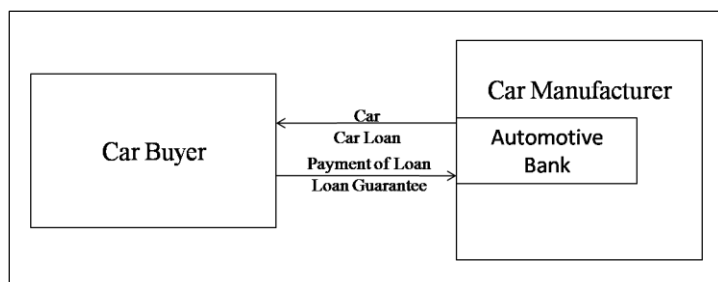 Car Manufacturer
Car
Car Loan
Car Buyer
Automotive
Bank
Payment of Loan
Loan Guarantee